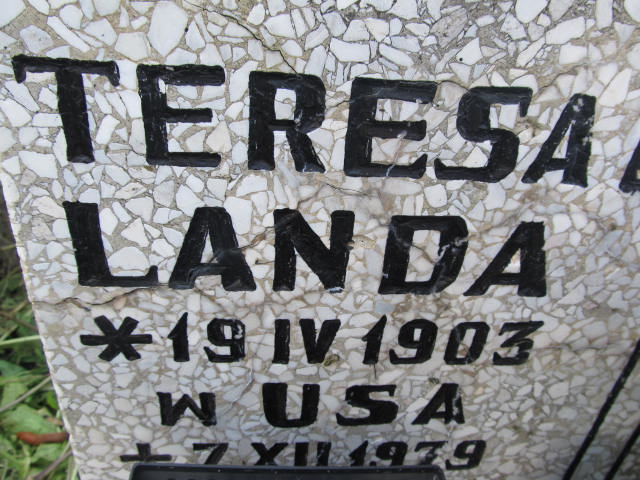 TERESA
LANDA
* 19 IV 1903
W USA
+ 7 XII 1939